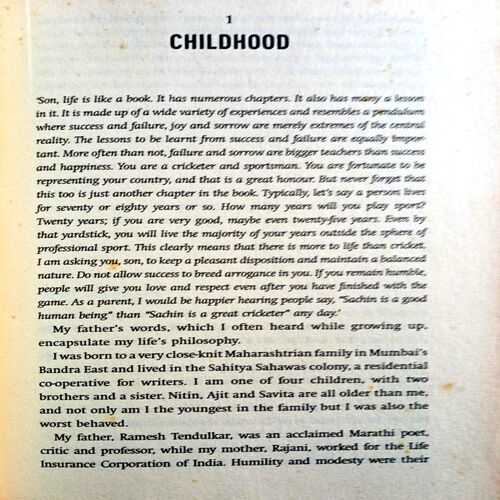 1
CHILDHOOD
'Son, life is like a book. It has numerous chapters. It also has many a lesson
in it. It is made up of a wide variety of experiences and resembles a pendulum
where success and failure, joy and sorrow are merely extremes of the central
reality. The lessons to be learnt from success and failure are equally impor-
tant. More often than not, failure and sorrow are bigger teachers than success
and happiness. You are a cricketer and sportsman. You are fortunate to be
representing your country, and that is a great honour. But never forget that
this too is just another chapter in the book. Typically, let's say a person lives
for seventy or eighty years or so. How many years will you play sport?
Twenty years; if you are very good, maybe even twenty-five years. Even by
that yardstick, you will live the majority of your years outside the sphere of
professional sport. This clearly means that there is more to life than cricket.
I am asking you, son, to keep a pleasant disposition and maintain a balanced
nature. Do not allow success to breed arrogance in you. If you remain humble,
people will give you love and respect even after you have finished with the
game. As a parent, I would be happier hearing people say, "Sachin is a good
human being" than "Sachin is a great cricketer" any day.'
My father's words, which I often heard while growing up,
encapsulate my life's philosophy.
I was born to a very close-knit Maharashtrian family in Mumbai's
Bandra East and lived in the Sahitya Sahawas colony, a residential
co-operative for writers. I am one of four children, with two
brothers and a sister. Nitin, Ajit and Savita are all older than me,
and not only am I the youngest in the family but I was also the
worst behaved.
My father, Ramesh Tendulkar, was an acclaimed Marathi poet,
critic and professor, while my mother, Rajani, worked for the Life
Insurance Corporation of India. Humility and modesty were their